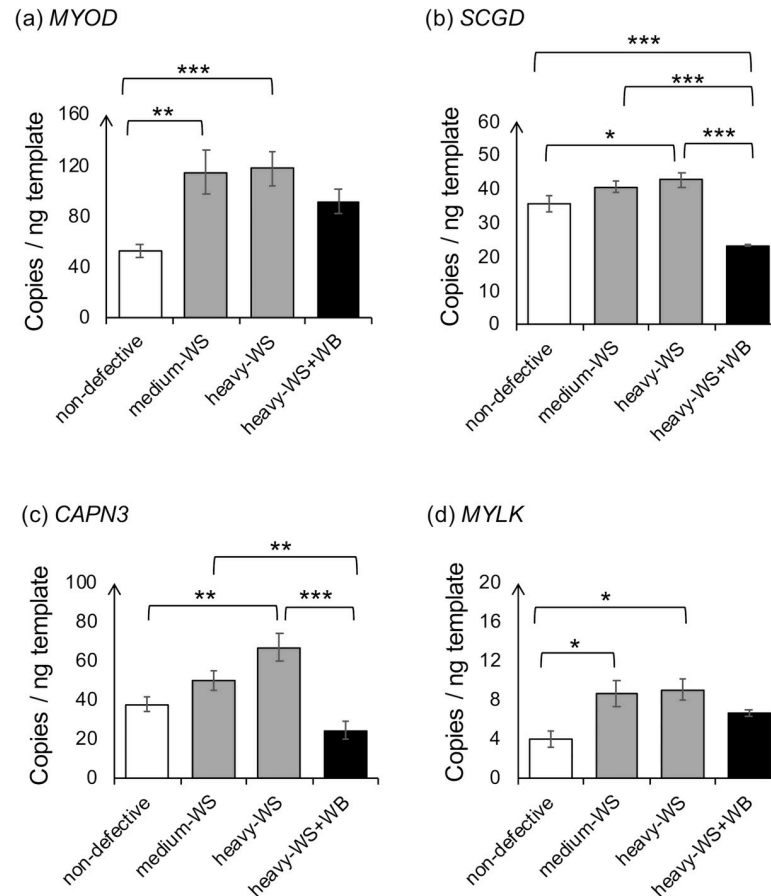 (a) MYOD
Copies / ng template
160
120
80
40
0
**
***
non-defective
medium-WS
heavy-WS
heavy-WS+WB
(b) SCGD
Copies / ng template
60
50
40
30
20
10
0
***
***
*
***
non-defective
medium-WS
heavy-WS
heavy-WS+WB
(c) CAPN3
Copies / ng template
100
80
60
40
20
0
**
**
***
non-defective
medium-WS
heavy-WS
heavy-WS+WB
(d) MYLK
Copies / ng template
20
16
12
8
4
0
*
*
non-defective
medium-WS
heavy-WS
heavy-WS+WB